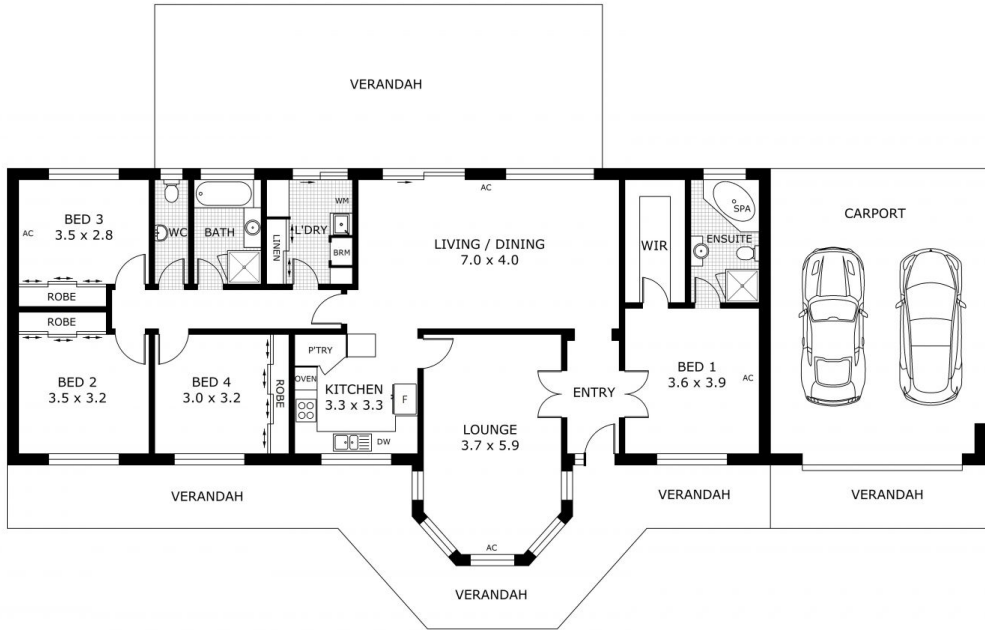 VERANDAH
BED 3
3.5 x 2.8
AC
ROBE
WC
BATH
LINEN
L'DRY
WM
BRM
AC
LIVING / DINING
7.0 x 4.0
WIR
SPA
ENSUITE
CARPORT
ROBE
BED 2
3.5 x 3.2
BED 4
3.0 x 3.2
ROBE
P'TRY
OVEN
KITCHEN
3.3 x 3.3
F
DW
LOUNGE
3.7 x 5.9
AC
ENTRY
BED 1
3.6 x 3.9
AC
VERANDAH
VERANDAH
VERANDAH
VERANDAH